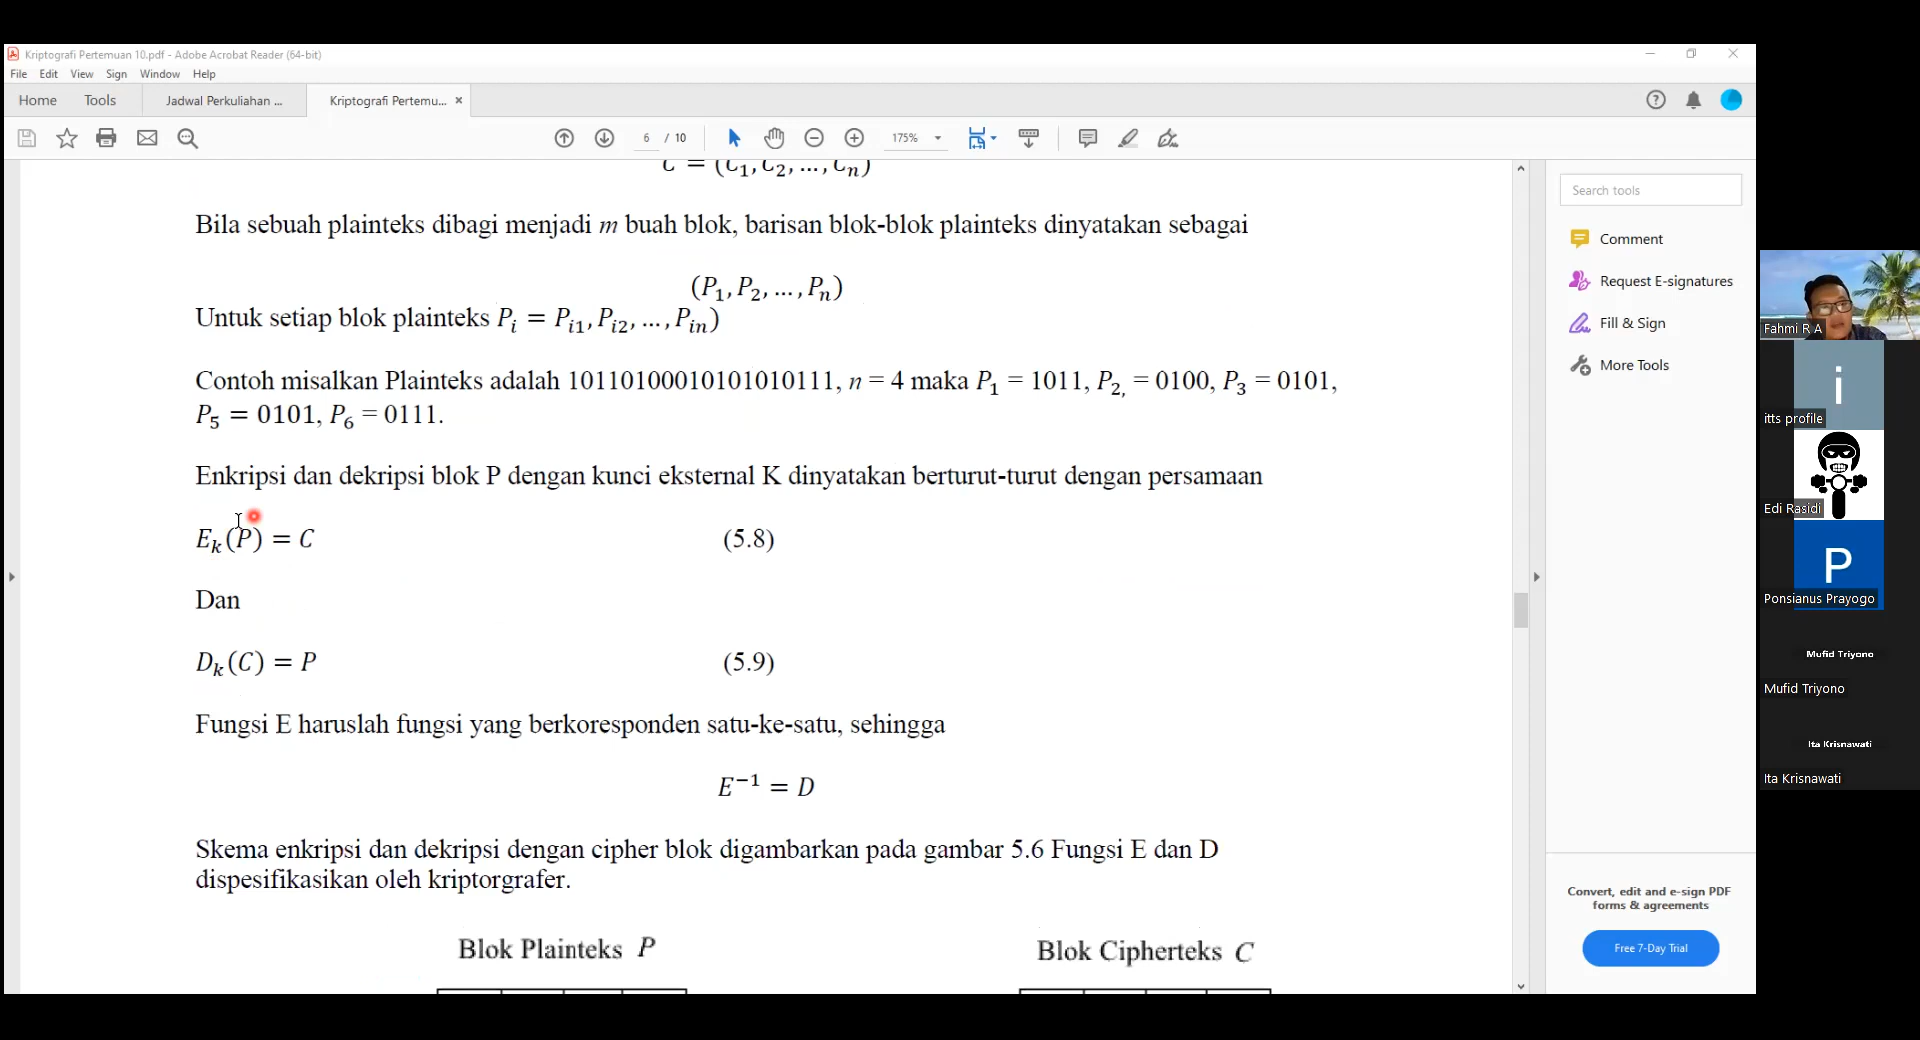 Kriptografi Pertemuan 10.pdf - Adobe Acrobat Reader (64-bit)
File Edit View Sign Window Help
Home Tools Jadwal Perkuliahan ... Kriptografi Pertemu... ×
6 / 10 175%
C = (C₁, C₂, ..., Cₙ)
Bila sebuah plainteks dibagi menjadi m buah blok, barisan blok-blok plainteks dinyatakan sebagai
(P₁, P₂, ..., Pₙ)
Untuk setiap blok plainteks Pᵢ = Pᵢ₁, Pᵢ₂, ..., Pᵢₙ)
Contoh misalkan Plainteks adalah 10110100010101010111, n = 4 maka P₁ = 1011, P₂, = 0100, P₃ = 0101,
P₅ = 0101, P₆ = 0111.
Enkripsi dan dekripsi blok P dengan kunci eksternal K dinyatakan berturut-turut dengan persamaan
Eₖ(P) = C (5.8)
Dan
Dₖ(C) = P (5.9)
Fungsi E haruslah fungsi yang berkoresponden satu-ke-satu, sehingga
E⁻¹ = D
Skema enkripsi dan dekripsi dengan cipher blok digambarkan pada gambar 5.6 Fungsi E dan D
dispesifikasikan oleh kriptorgrafer.
Blok Plainteks P Blok Cipherteks C
Search tools
Comment
Request E-signatures
Fill & Sign
More Tools
Convert, edit and e-sign PDF
forms & agreements
Free 7-Day Trial
Fahmi R A
i
itts profile
Edi Rasidi
P
Ponsianus Prayogo
Mufid Triyono
Mufid Triyono
Ita Krisnawati
Ita Krisnawati